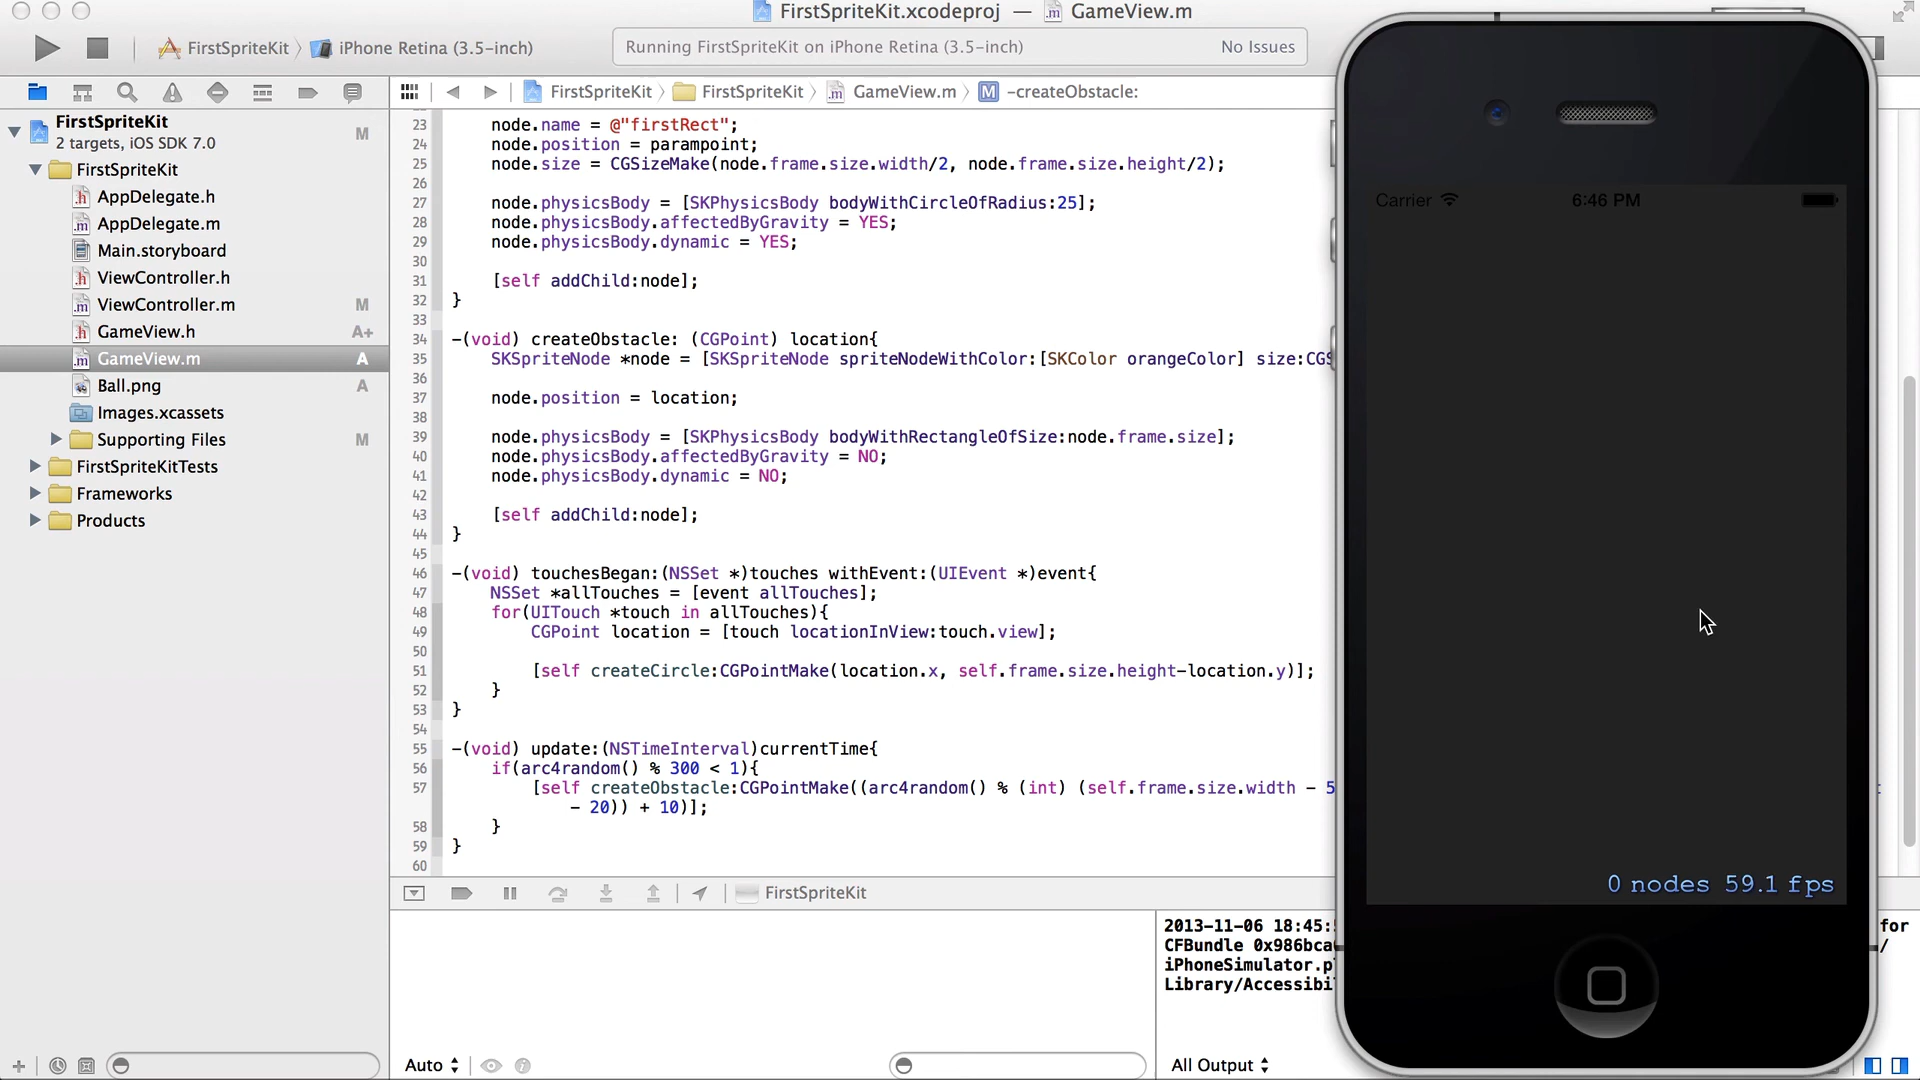 FirstSpriteKit.xcodeproj — GameView.m
FirstSpriteKit iPhone Retina (3.5-inch)
Running FirstSpriteKit on iPhone Retina (3.5-inch) No Issues
FirstSpriteKit FirstSpriteKit GameView.m M -createObstacle:
FirstSpriteKit M
2 targets, iOS SDK 7.0
FirstSpriteKit
AppDelegate.h
AppDelegate.m
Main.storyboard
ViewController.h
ViewController.m M
GameView.h A+
GameView.m A
Ball.png A
Images.xcassets
Supporting Files M
FirstSpriteKitTests
Frameworks
Products
23 node.name = @"firstRect";
24 node.position = parampoint;
25 node.size = CGSizeMake(node.frame.size.width/2, node.frame.size.height/2);
26
27 node.physicsBody = [SKPhysicsBody bodyWithCircleOfRadius:25];
28 node.physicsBody.affectedByGravity = YES;
29 node.physicsBody.dynamic = YES;
30
31 [self addChild:node];
32 }
33
34 -(void) createObstacle: (CGPoint) location{
35 SKSpriteNode *node = [SKSpriteNode spriteNodeWithColor:[SKColor orangeColor] size:CGS
36
37 node.position = location;
38
39 node.physicsBody = [SKPhysicsBody bodyWithRectangleOfSize:node.frame.size];
40 node.physicsBody.affectedByGravity = NO;
41 node.physicsBody.dynamic = NO;
42
43 [self addChild:node];
44 }
45
46 -(void) touchesBegan:(NSSet *)touches withEvent:(UIEvent *)event{
47 NSSet *allTouches = [event allTouches];
48 for(UITouch *touch in allTouches){
49 CGPoint location = [touch locationInView:touch.view];
50
51 [self createCircle:CGPointMake(location.x, self.frame.size.height-location.y)];
52 }
53 }
54
55 -(void) update:(NSTimeInterval)currentTime{
56 if(arc4random() % 300 < 1){
57 [self createObstacle:CGPointMake((arc4random() % (int) (self.frame.size.width - 5
- 20)) + 10)];
58 }
59 }
60
FirstSpriteKit
2013-11-06 18:45: for
CFBundle 0x986bca /
iPhoneSimulator.p
Library/Accessibi
Auto
All Output
Carrier 6:46 PM
0 nodes 59.1 fps